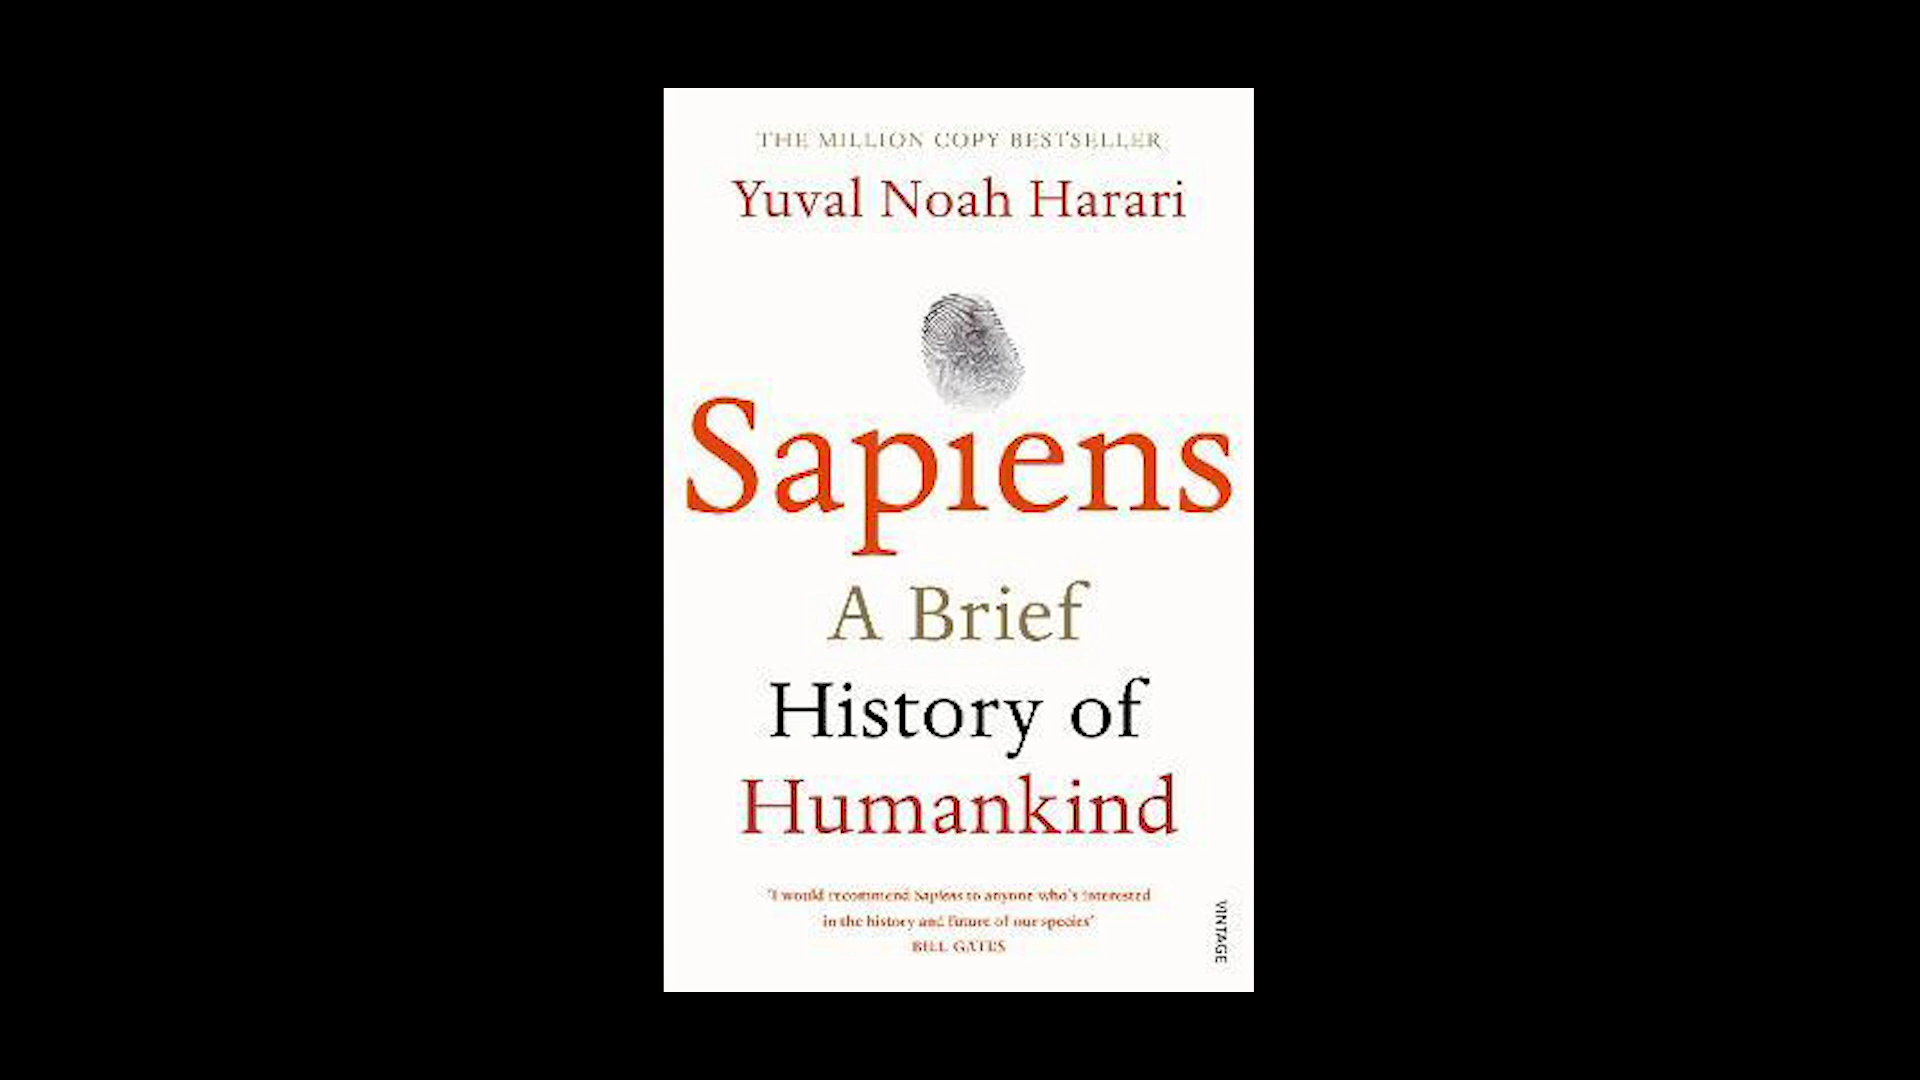 THE MILLION COPY BESTSELLER
Yuval Noah Harari
Sapiens
A Brief
History of
Humankind
'I would recommend Sapiens to anyone who's interested
in the history and future of our species'
BILL GATES
VINTAGE